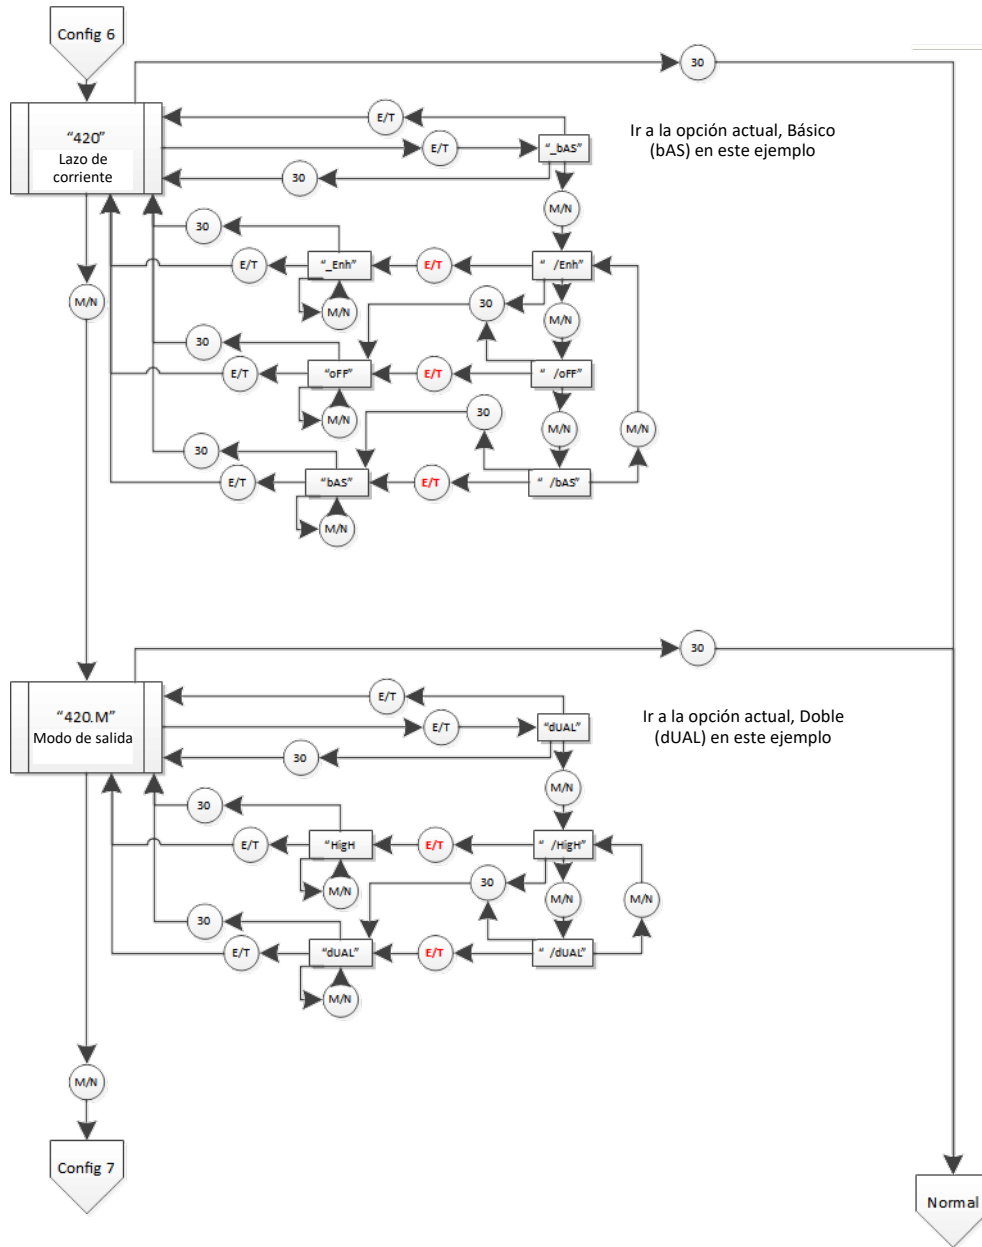 Config 6
30
E/T
"420"
Lazo de
corriente
E/T
"_bAS"
Ir a la opción actual, Básico
(bAS) en este ejemplo
30
M/N
30
E/T
"_Enh"
E/T
" /Enh"
M/N
M/N
30
M/N
30
E/T
"oFF"
E/T
" /oFF"
M/N
30
M/N
M/N
30
E/T
"bAS"
E/T
" /bAS"
M/N
30
E/T
"420.M"
Modo de salida
E/T
"dUAL"
Ir a la opción actual, Doble
(dUAL) en este ejemplo
30
M/N
30
E/T
"HigH
E/T
" /HigH"
M/N
30
M/N
M/N
30
E/T
"dUAL"
E/T
" /dUAL"
M/N
M/N
Config 7
Normal